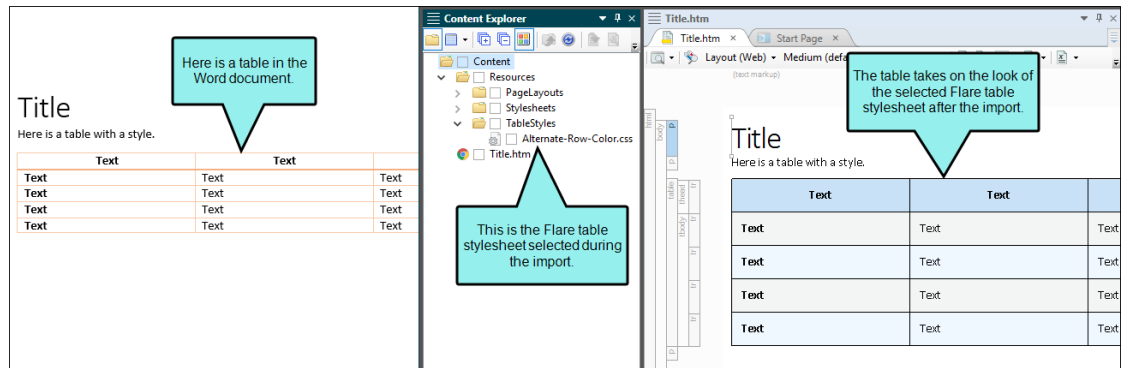 Here is a table in the
Word document.
Title
Here is a table with a style.
Text Text
Text Text Text
Text Text Text
Text Text Text
Text Text Text
Content Explorer
Content
Resources
PageLayouts
Stylesheets
TableStyles
Alternate-Row-Color.css
Title.htm
This is the Flare table
stylesheet selected during
the import.
Title.htm
Title.htm Start Page
Layout (Web) Medium (defa
(text markup)
The table takes on the look of
the selected Flare table
stylesheet after the import.
html
body
p
p
Title
Here is a table with a style.
table
thead
tr
tbody
tr
tr
tr
tr
p
Text Text
Text Text Text
Text Text Text
Text Text Text
Text Text Text